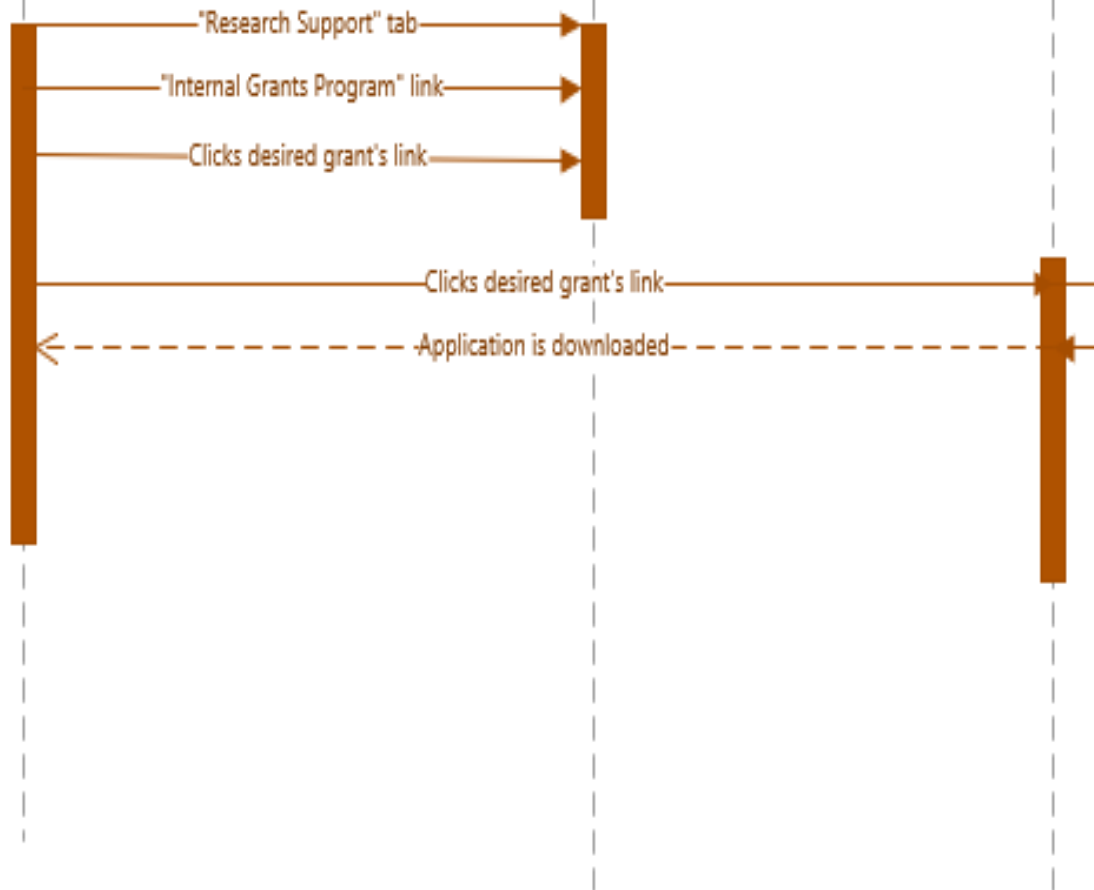 "Research Support" tab
"Internal Grants Program" link
Clicks desired grant's link
Clicks desired grant's link
Application is downloaded